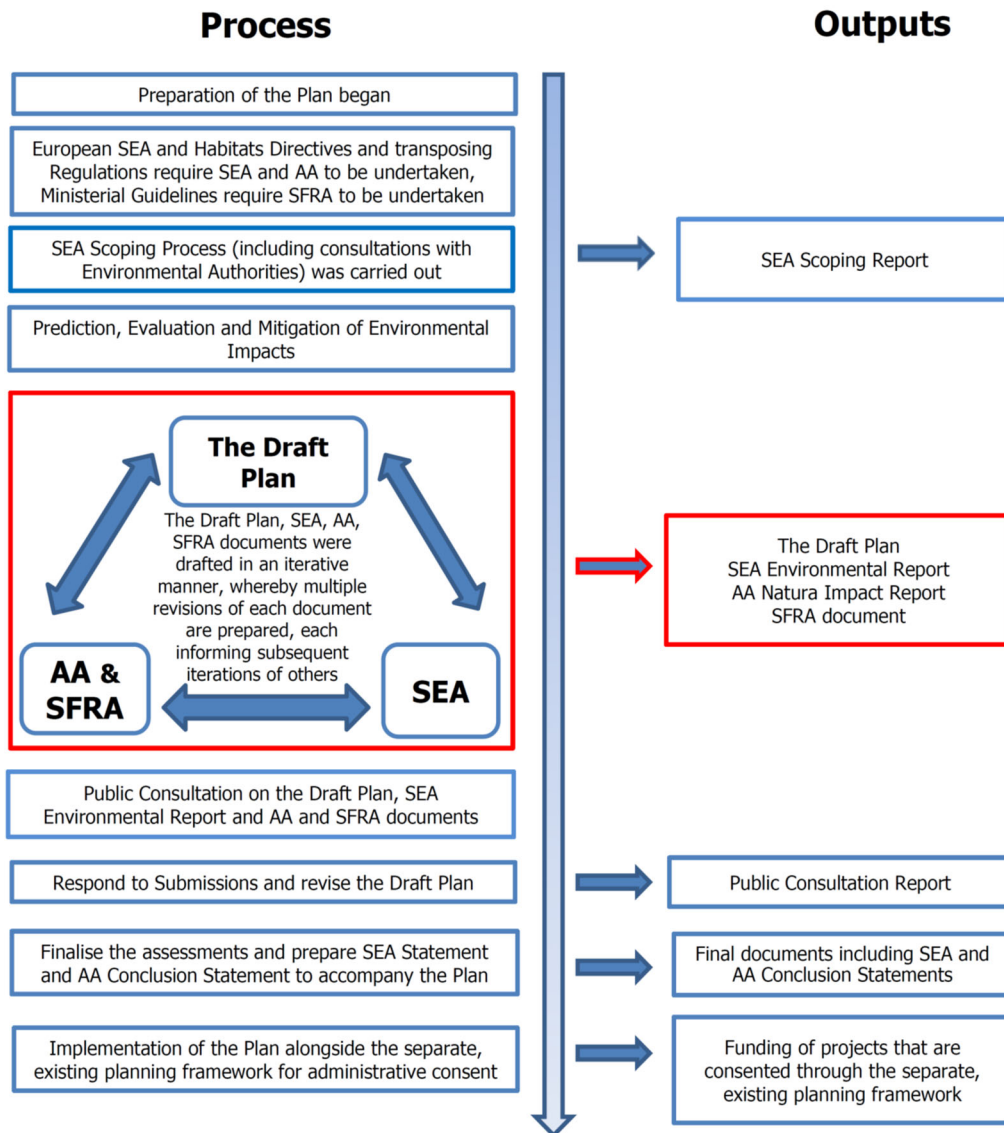 Process
Outputs
Preparation of the Plan began
European SEA and Habitats Directives and transposing
Regulations require SEA and AA to be undertaken,
Ministerial Guidelines require SFRA to be undertaken
SEA Scoping Process (including consultations with
Environmental Authorities) was carried out
SEA Scoping Report
Prediction, Evaluation and Mitigation of Environmental
Impacts
The Draft
Plan
The Draft Plan, SEA, AA,
SFRA documents were
drafted in an iterative
manner, whereby multiple
revisions of each document
are prepared, each
informing subsequent
iterations of others
AA &
SFRA
SEA
The Draft Plan
SEA Environmental Report
AA Natura Impact Report
SFRA document
Public Consultation on the Draft Plan, SEA
Environmental Report and AA and SFRA documents
Respond to Submissions and revise the Draft Plan
Public Consultation Report
Finalise the assessments and prepare SEA Statement
and AA Conclusion Statement to accompany the Plan
Final documents including SEA and
AA Conclusion Statements
Implementation of the Plan alongside the separate,
existing planning framework for administrative consent
Funding of projects that are
consented through the separate,
existing planning framework